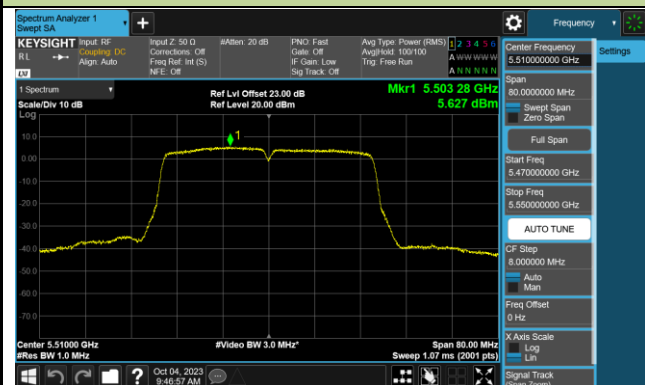 Spectrum Analyzer 1
Swept SA
+
Frequency
KEYSIGHT
Input: RF
Coupling: DC
Align: Auto
RL
LXI
Input Z: 50 Ω
Corrections: Off
Freq Ref: Int (S)
NFE: Off
#Atten: 20 dB
PNO: Fast
Gate: Off
IF Gain: Low
Sig Track: Off
Avg Type: Power (RMS)
Avg|Hold: 100/100
Trig: Free Run
1 2 3 4 5 6
A W W W W W
A N N N N N
1 Spectrum
Scale/Div 10 dB
Log
Ref Lvl Offset 23.00 dB
Ref Level 20.00 dBm
Mkr1 5.503 28 GHz
5.627 dBm
1
10.0
0.00
-10.0
-20.0
-30.0
-40.0
-50.0
-60.0
-70.0
Center 5.51000 GHz
#Res BW 1.0 MHz
#Video BW 3.0 MHz*
Span 80.00 MHz
Sweep 1.07 ms (2001 pts)
?
Oct 04, 2023
9:46:57 AM
Center Frequency
5.510000000 GHz
Span
80.0000000 MHz
Swept Span
Zero Span
Full Span
Start Freq
5.470000000 GHz
Stop Freq
5.550000000 GHz
AUTO TUNE
CF Step
8.000000 MHz
Auto
Man
Freq Offset
0 Hz
X Axis Scale
Log
Lin
Signal Track
(Span Zoom)
Settings